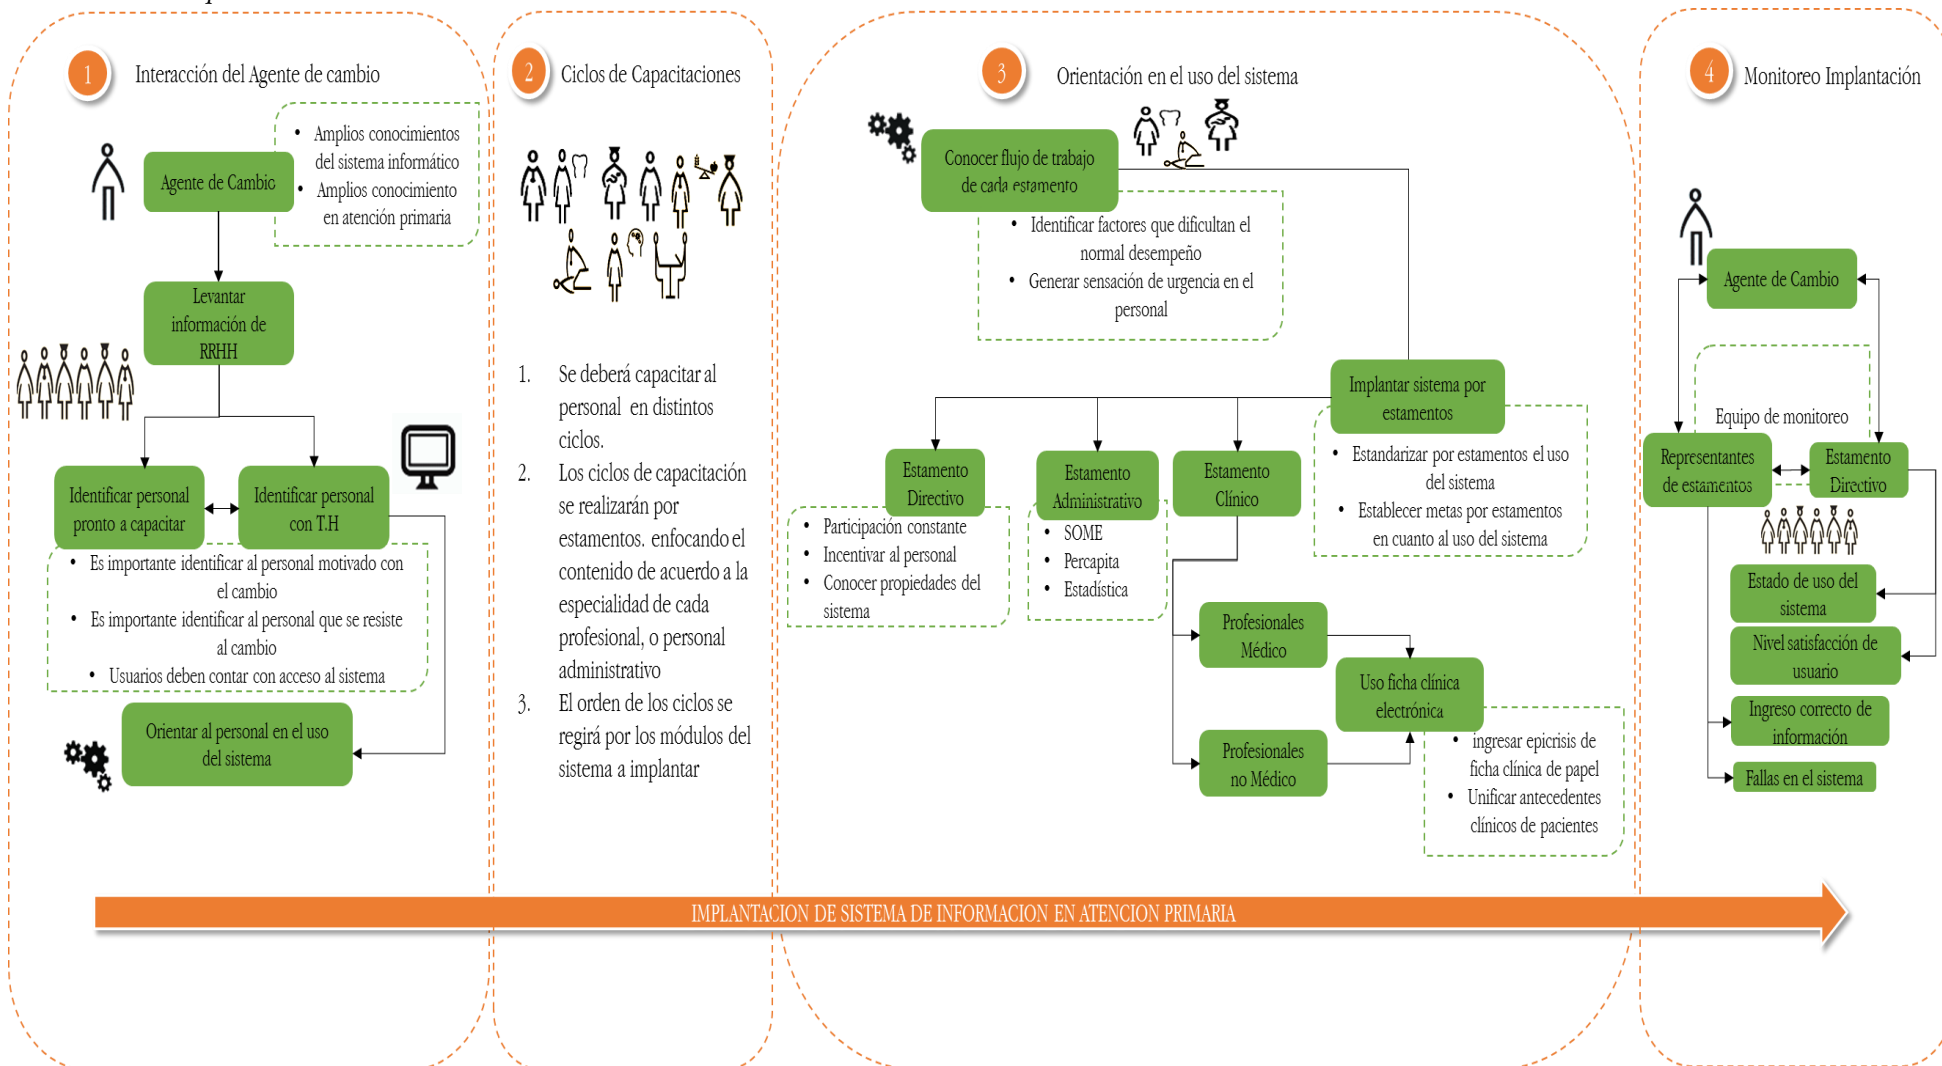 1
Interacción del Agente de cambio
• Amplios conocimientos
del sistema informático
• Amplios conocimiento
en atención primaria
Agente de Cambio
Levantar
información de
RRHH
Identificar personal
pronto a capacitar
Identificar personal
con T.H
• Es importante identificar al personal motivado con
el cambio
• Es importante identificar al personal que se resiste
al cambio
• Usuarios deben contar con acceso al sistema
Orientar al personal en el uso
del sistema
2
Ciclos de Capacitaciones
1. Se deberá capacitar al
personal en distintos
ciclos.
2. Los ciclos de capacitación
se realizarán por
estamentos. enfocando el
contenido de acuerdo a la
especialidad de cada
profesional, o personal
administrativo
3. El orden de los ciclos se
regirá por los módulos del
sistema a implantar
3
Orientación en el uso del sistema
Conocer flujo de trabajo
de cada estamento
• Identificar factores que dificultan el
normal desempeño
• Generar sensación de urgencia en el
personal
Implantar sistema por
estamentos
• Estandarizar por estamentos el uso
del sistema
• Establecer metas por estamentos
en cuanto al uso del sistema
Estamento
Directivo
• Participación constante
• Incentivar al personal
• Conocer propiedades del
sistema
Estamento
Administrativo
• SOME
• Percapita
• Estadística
Estamento
Clínico
Profesionales
Médico
Profesionales
no Médico
Uso ficha clínica
electrónica
• ingresar epicrisis de
ficha clínica de papel
• Unificar antecedentes
clínicos de pacientes
4
Monitoreo Implantación
Agente de Cambio
Equipo de monitoreo
Representantes
de estamentos
Estamento
Directivo
Estado de uso del
sistema
Nivel satisfacción de
usuario
Ingreso correcto de
información
Fallas en el sistema
IMPLANTACION DE SISTEMA DE INFORMACION EN ATENCION PRIMARIA